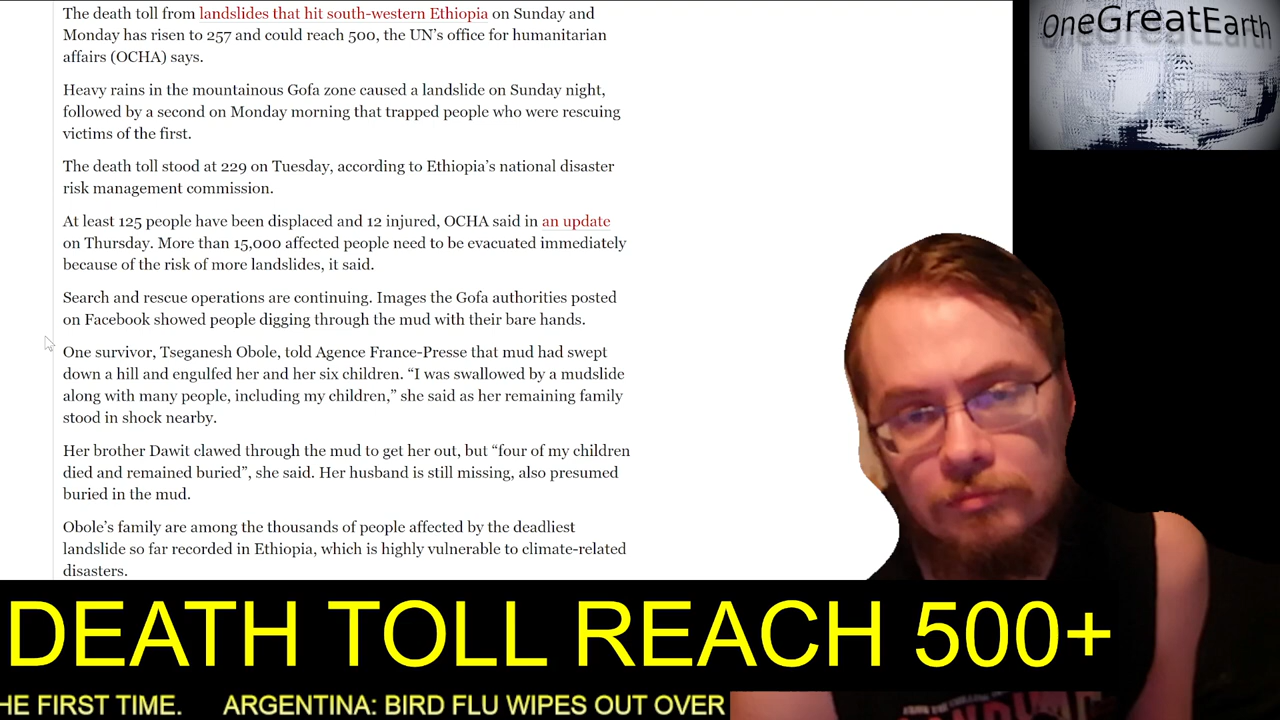 The death toll from landslides that hit south-western Ethiopia on Sunday and
Monday has risen to 257 and could reach 500, the UN’s office for humanitarian
affairs (OCHA) says.
Heavy rains in the mountainous Gofa zone caused a landslide on Sunday night,
followed by a second on Monday morning that trapped people who were rescuing
victims of the first.
The death toll stood at 229 on Tuesday, according to Ethiopia’s national disaster
risk management commission.
At least 125 people have been displaced and 12 injured, OCHA said in an update
on Thursday. More than 15,000 affected people need to be evacuated immediately
because of the risk of more landslides, it said.
Search and rescue operations are continuing. Images the Gofa authorities posted
on Facebook showed people digging through the mud with their bare hands.
One survivor, Tseganesh Obole, told Agence France-Presse that mud had swept
down a hill and engulfed her and her six children. “I was swallowed by a mudslide
along with many people, including my children,” she said as her remaining family
stood in shock nearby.
Her brother Dawit clawed through the mud to get her out, but “four of my children
died and remained buried”, she said. Her husband is still missing, also presumed
buried in the mud.
Obole’s family are among the thousands of people affected by the deadliest
landslide so far recorded in Ethiopia, which is highly vulnerable to climate-related
disasters.
OneGreatEarth
DEATH TOLL REACH 500+
HE FIRST TIME. ARGENTINA: BIRD FLU WIPES OUT OVER